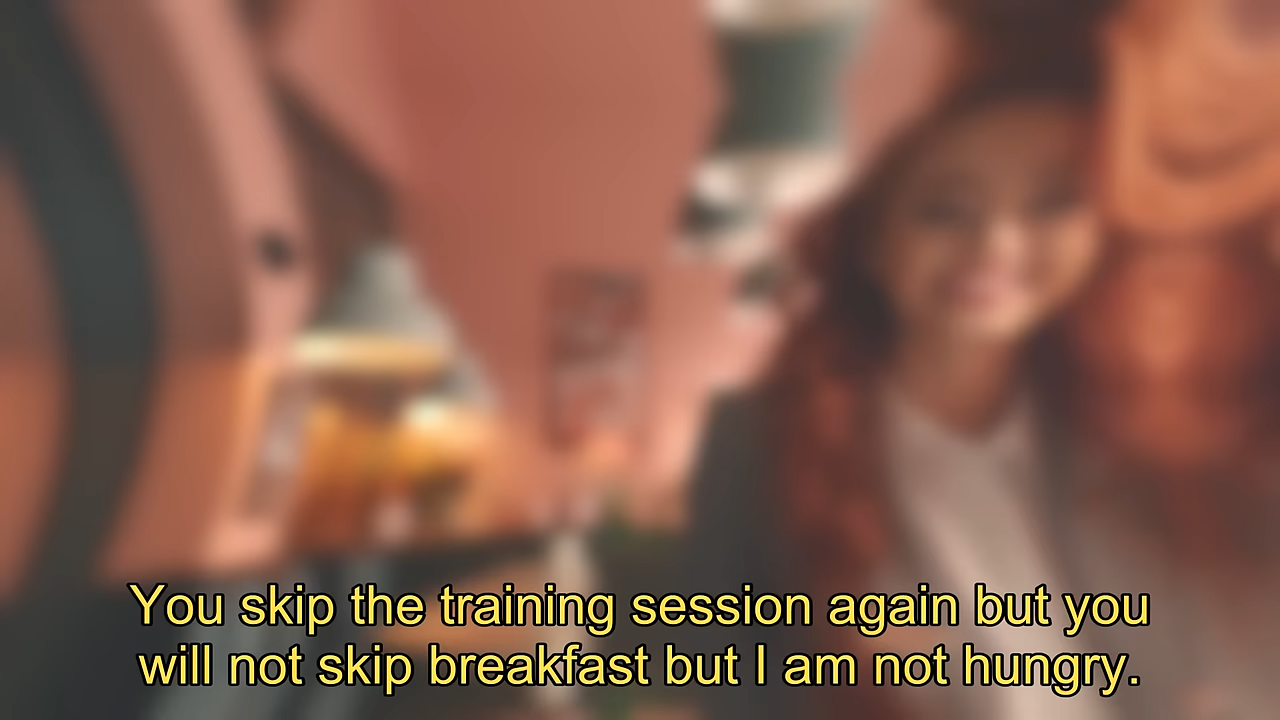 You skip the training session again but you
will not skip breakfast but I am not hungry.